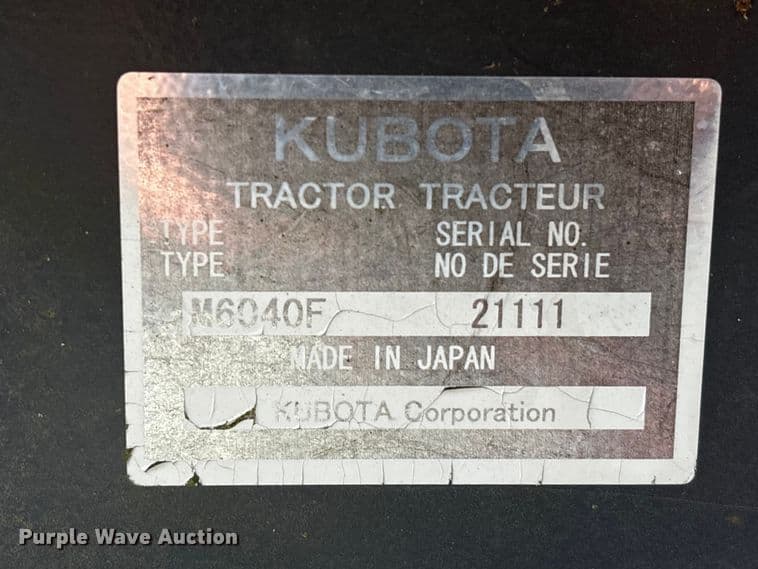 KUBOTA
TRACTOR TRACTEUR
TYPE SERIAL NO.
TYPE NO DE SERIE
M6040F 21111
MADE IN JAPAN
KUBOTA Corporation
Purple Wave Auction